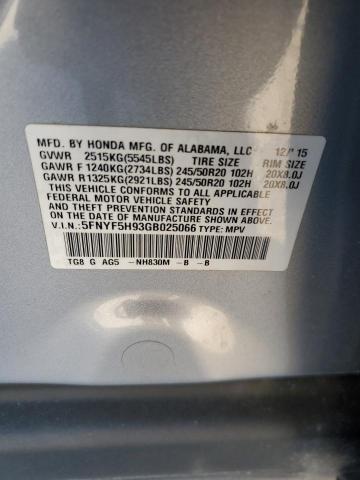 MFD. BY HONDA MFG. OF ALABAMA, LLC 12/'15
GVWR 2515KG(5545LBS) TIRE SIZE RIM SIZE
GAWR F 1240KG(2734LBS) 245/50R20 102H 20X8.0J
GAWR R 1325KG(2921LBS) 245/50R20 102H 20X8.0J
THIS VEHICLE CONFORMS TO ALL APPLICABLE
FEDERAL MOTOR VEHICLE SAFETY
AND THEFT PREVENTION STANDARDS IN EFFECT
ON THE DATE OF MANUFACTURE SHOWN ABOVE.
V.I.N.: 5FNYF5H93GB025066 TYPE: MPV
TG8 G AG5 -NH830M -B -B